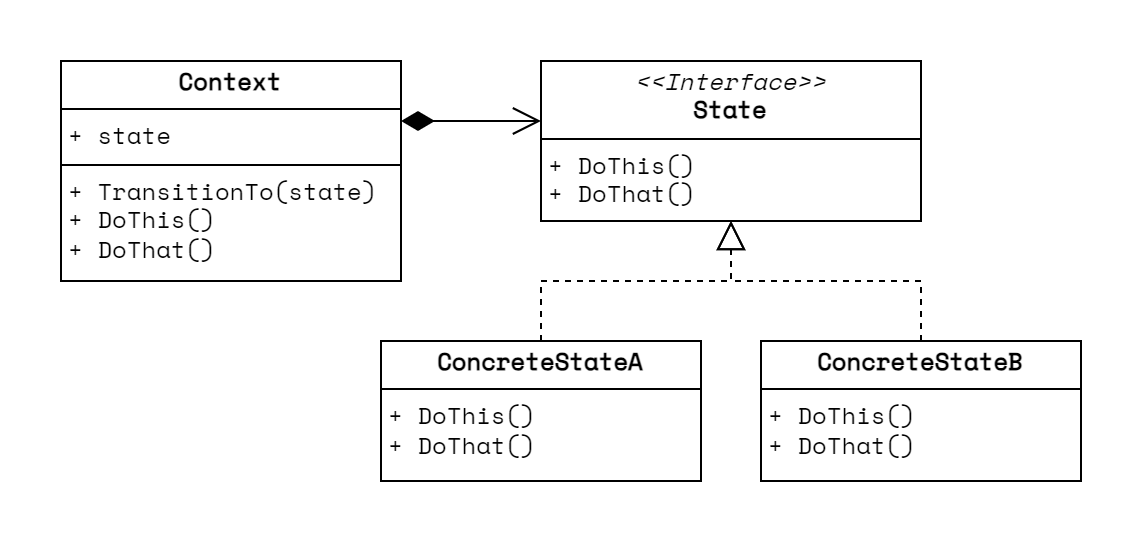 Context
+ state
+ TransitionTo(state)
+ DoThis()
+ DoThat()
<<Interface>>
State
+ DoThis()
+ DoThat()
ConcreteStateA
+ DoThis()
+ DoThat()
ConcreteStateB
+ DoThis()
+ DoThat()